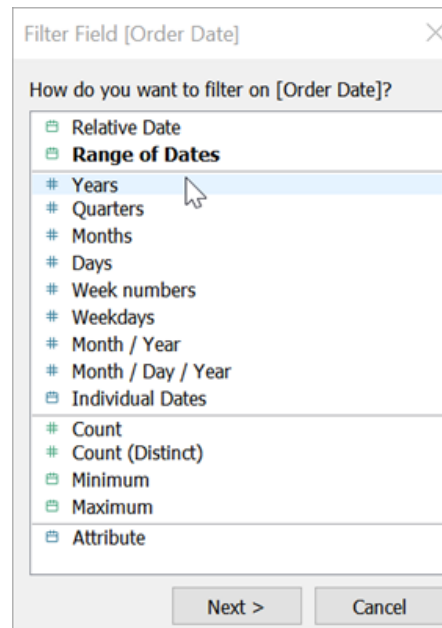 Filter Field [Order Date]
How do you want to filter on [Order Date]?
Relative Date
Range of Dates
Years
Quarters
Months
Days
Week numbers
Weekdays
Month / Year
Month / Day / Year
Individual Dates
Count
Count (Distinct)
Minimum
Maximum
Attribute
Next > Cancel